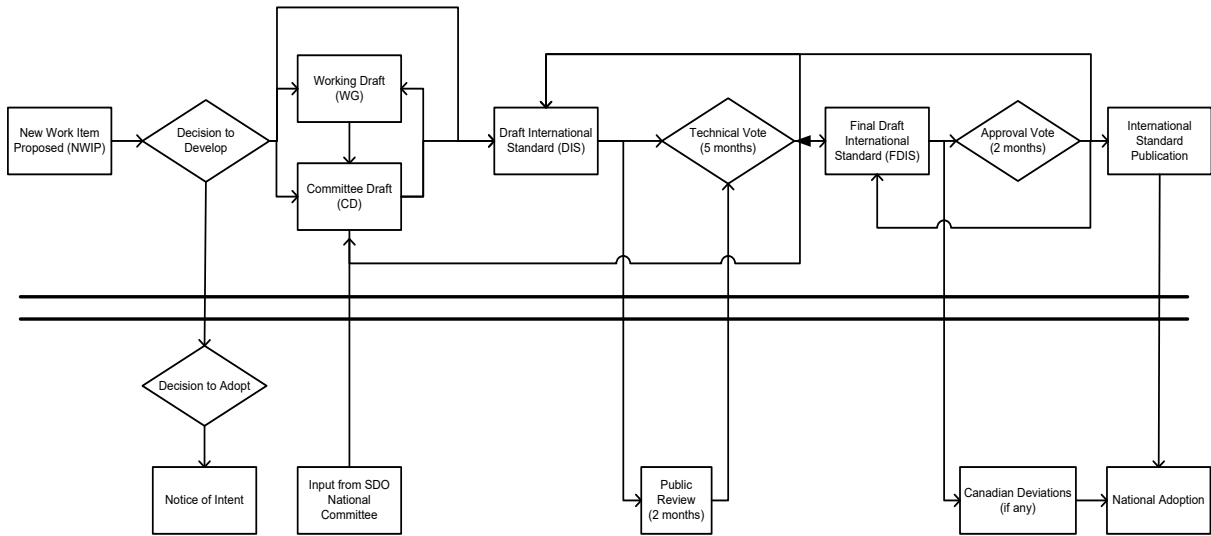 New Work Item
Proposed (NWIP)
Decision to
Develop
Working Draft
(WG)
Committee Draft
(CD)
Draft International
Standard (DIS)
Technical Vote
(5 months)
Final Draft
International
Standard (FDIS)
Approval Vote
(2 months)
International
Standard
Publication
Decision to Adopt
Notice of Intent
Input from SDO
National
Committee
Public
Review
(2 months)
Canadian Deviations
(if any)
National Adoption